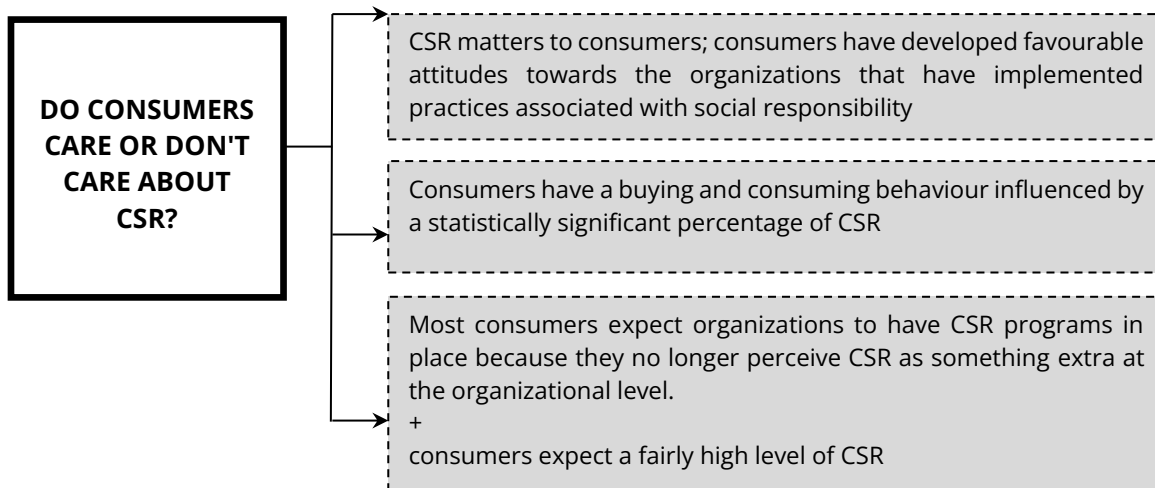 DO CONSUMERS
CARE OR DON'T
CARE ABOUT
CSR?
CSR matters to consumers; consumers have developed favourable
attitudes towards the organizations that have implemented
practices associated with social responsibility
Consumers have a buying and consuming behaviour influenced by
a statistically significant percentage of CSR
Most consumers expect organizations to have CSR programs in
place because they no longer perceive CSR as something extra at
the organizational level.
+
consumers expect a fairly high level of CSR